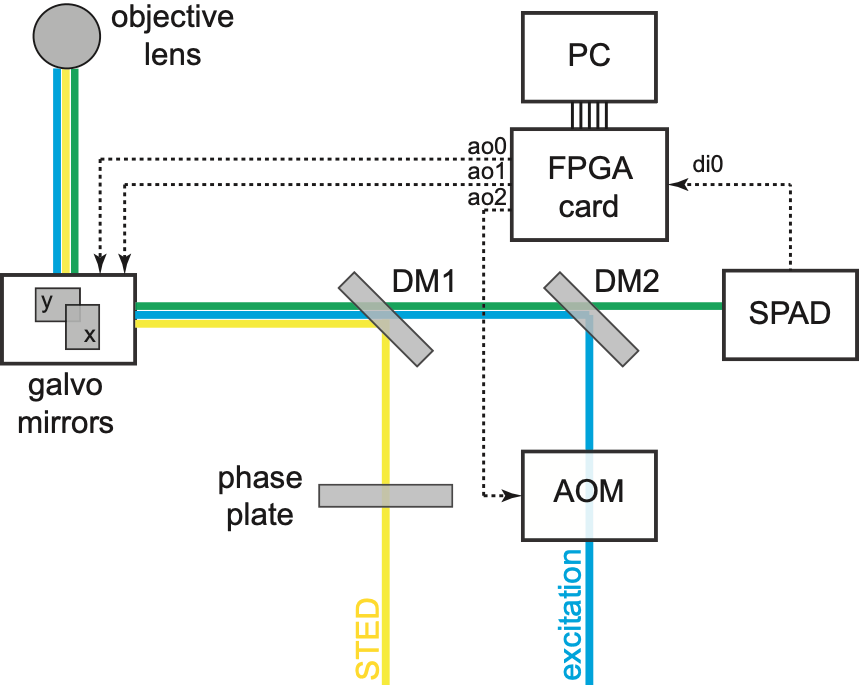 objective
lens
PC
ao0
ao1
ao2
FPGA
card
di0
DM1
DM2
y
x
SPAD
galvo
mirrors
phase
plate
AOM
STED
excitation